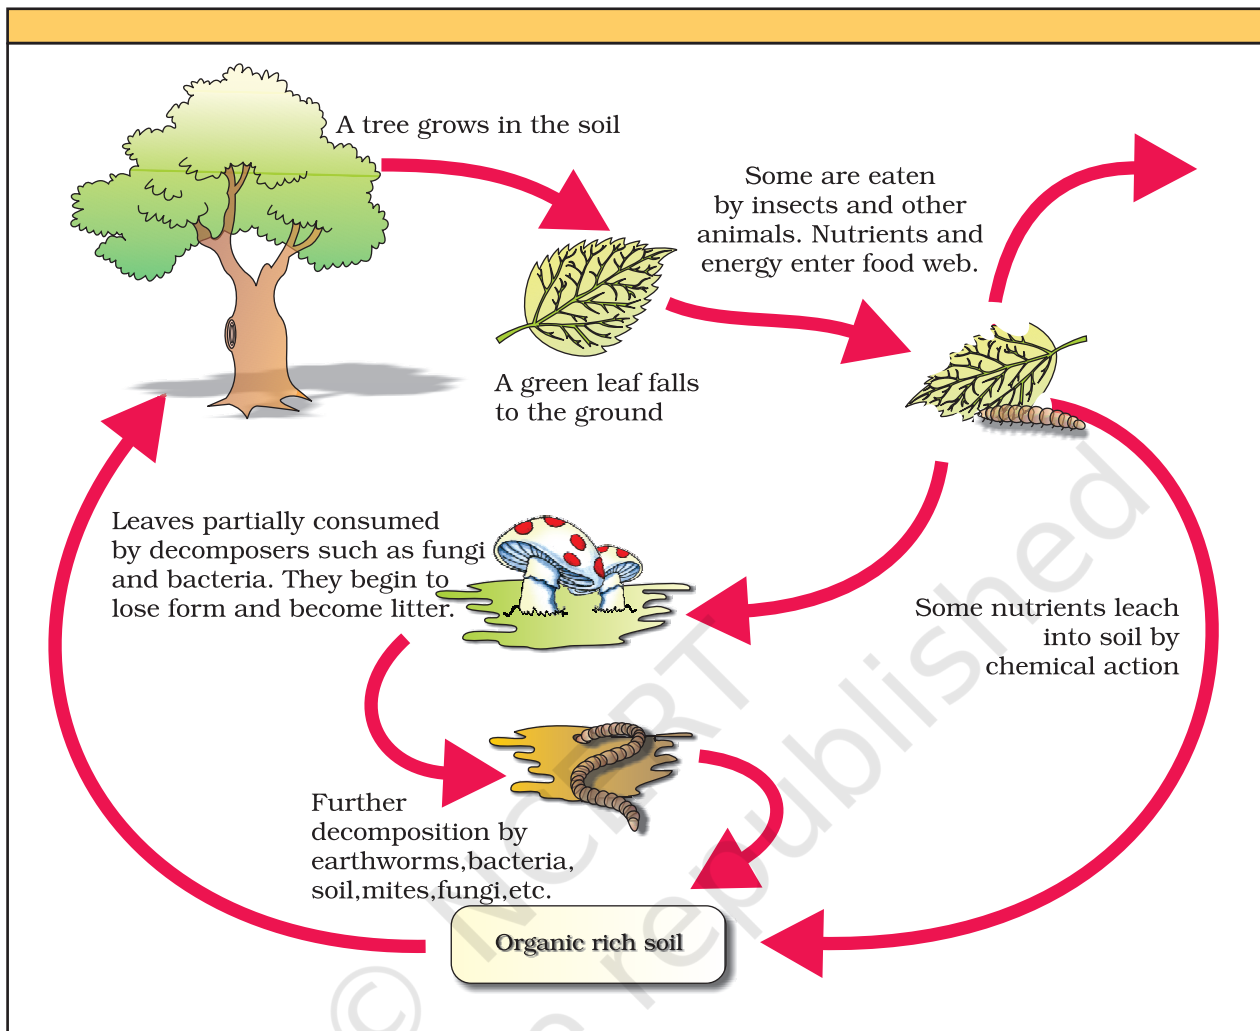 A tree grows in the soil
Some are eaten
by insects and other
animals. Nutrients and
energy enter food web.
A green leaf falls
to the ground
Leaves partially consumed
by decomposers such as fungi
and bacteria. They begin to
lose form and become litter.
Some nutrients leach
into soil by
chemical action
Further
decomposition by
earthworms,bacteria,
soil,mites,fungi,etc.
Organic rich soil
© NCERT
republished